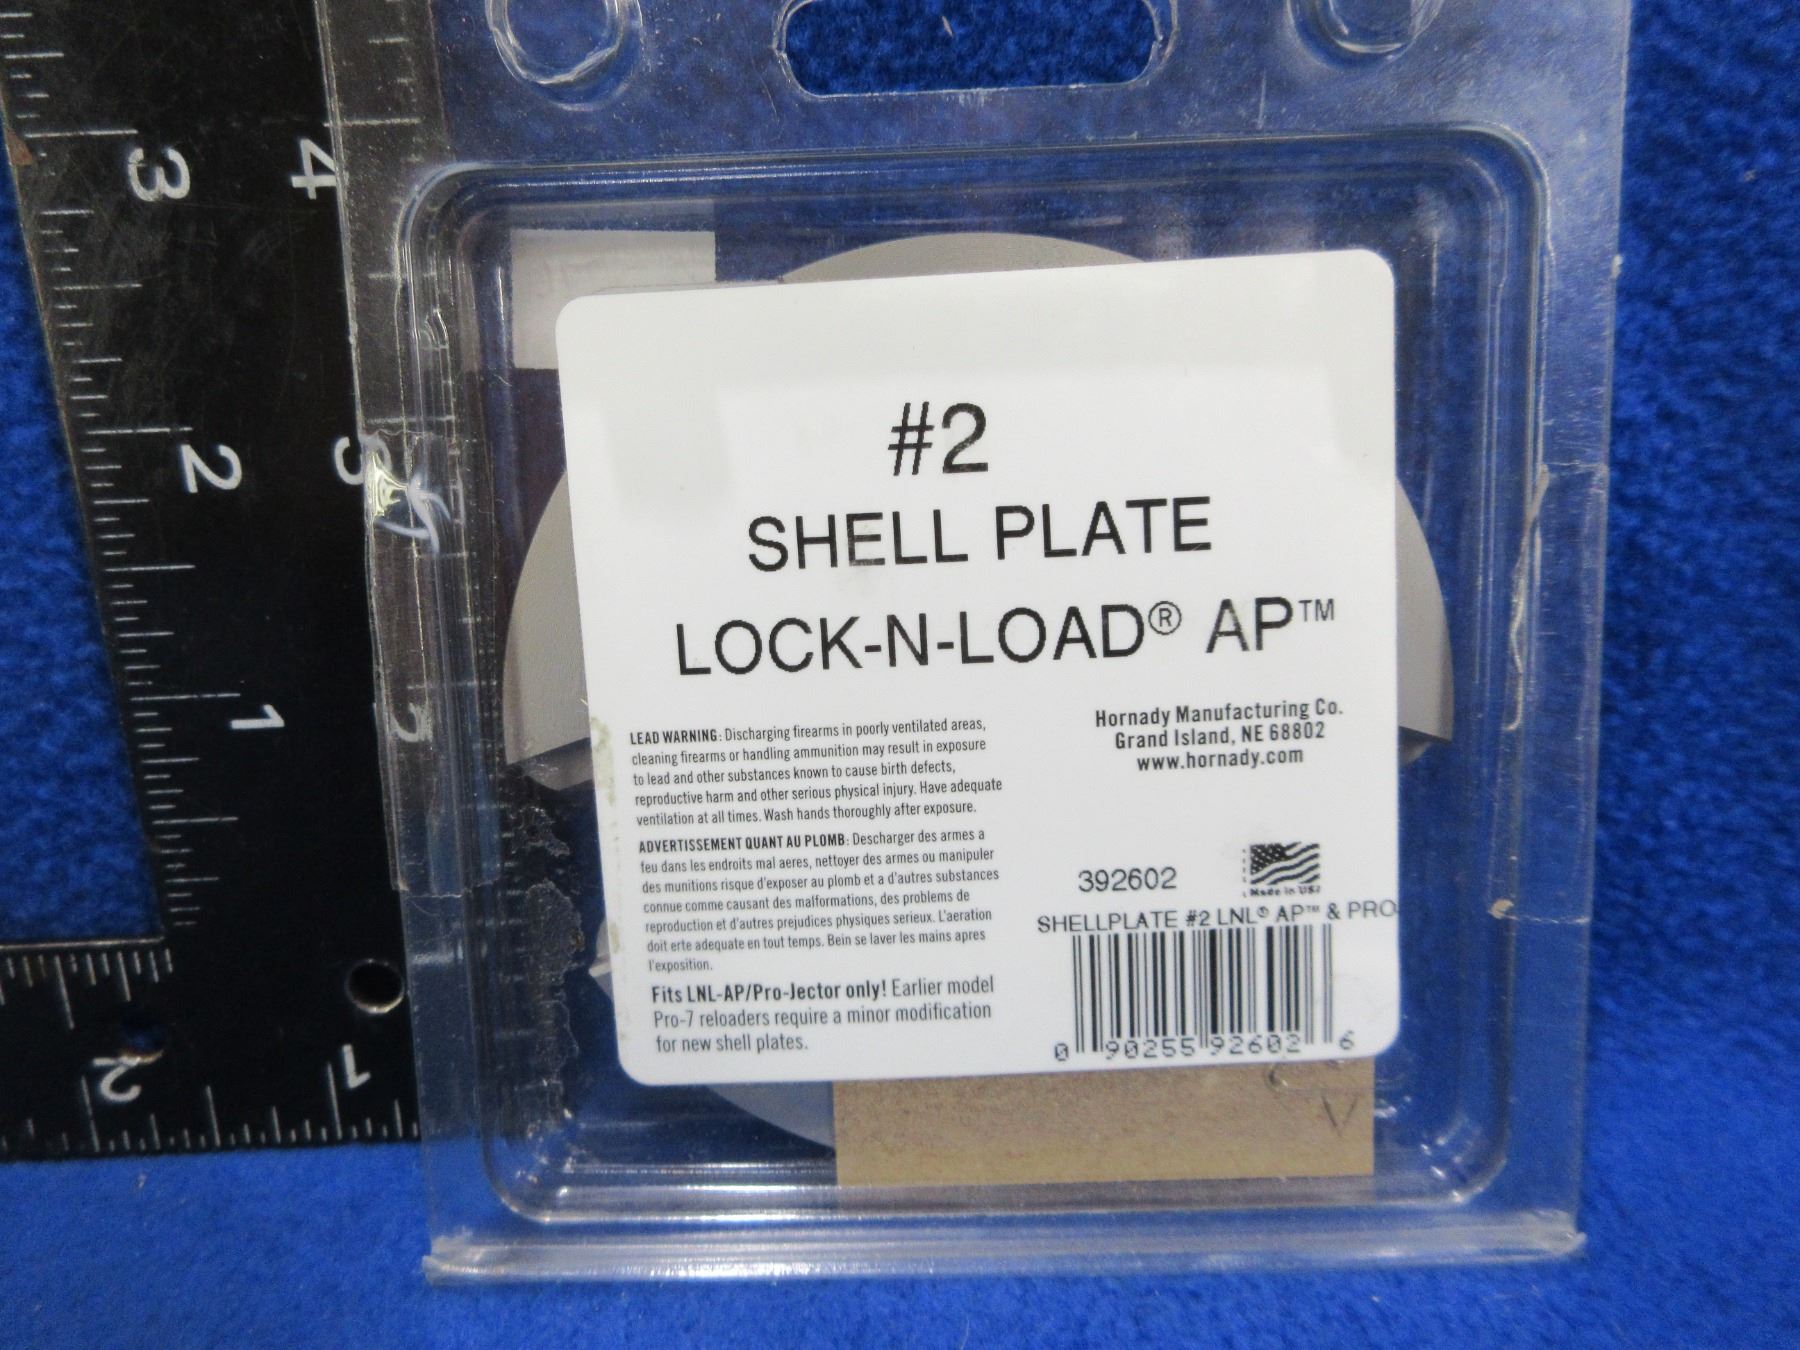 3 4
2 3
1
2 1
#2
SHELL PLATE
LOCK-N-LOAD® AP™
LEAD WARNING: Discharging firearms in poorly ventilated areas,
cleaning firearms or handling ammunition may result in exposure
to lead and other substances known to cause birth defects,
reproductive harm and other serious physical injury. Have adequate
ventilation at all times. Wash hands thoroughly after exposure.
ADVERTISSEMENT QUANT AU PLOMB: Descharger des armes a
feu dans les endroits mal aeres, nettoyer des armes ou manipuler
des munitions risque d'exposer au plomb et a d'autres substances
connue comme causant des malformations, des problems de
reproduction et d'autres prejudices physiques serieux. L'aeration
doit erte adequate en tout temps. Bein se laver les mains apres
l'exposition.
Fits LNL-AP/Pro-Jector only! Earlier model
Pro-7 reloaders require a minor modification
for new shell plates.
Hornady Manufacturing Co.
Grand Island, NE 68802
www.hornady.com
392602
Made in USA
SHELLPLATE #2 LNL® AP™ & PRO
0 90255 92602 6